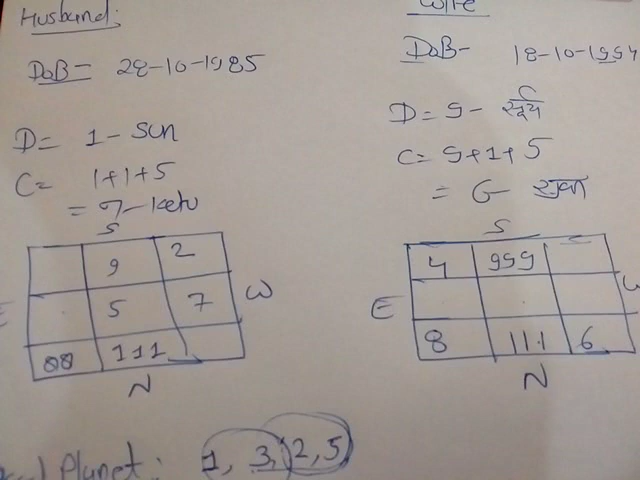 Husband:
DoB= 28-10-1985
D= 1 - Sun
C= 1+1+5
= 7-ketu
S
9 2
E 5 7 W
88 111
N
Wife
DoB- 18-10-1994
D= 9-
C= 9+1+5
= 6-
S
4 999
E W
8 111 6
N
Planet: 1, 3, 2, 5